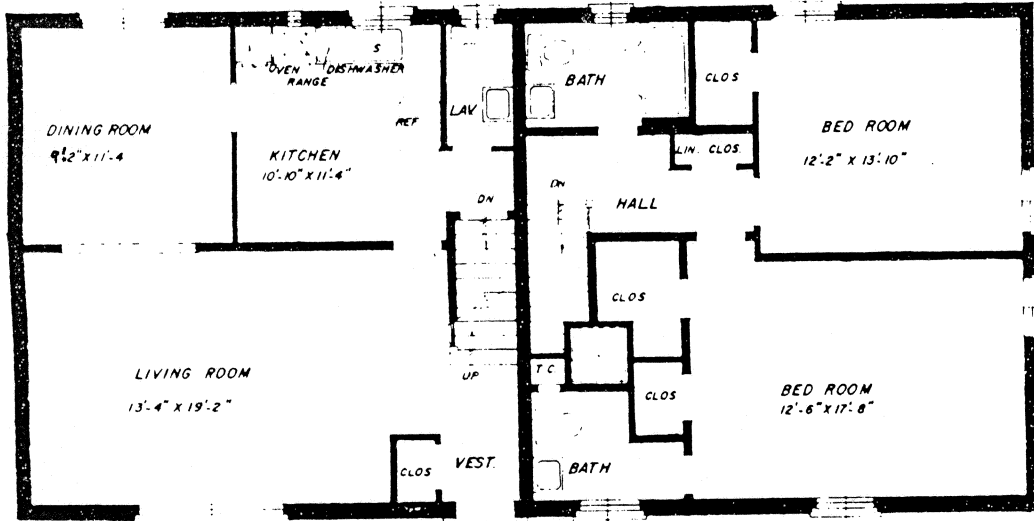 DINING ROOM
9'-2" X 11'-4
OVEN
RANGE
DISHWASHER
S
REF
KITCHEN
10'-10" X 11'-4"
LAV.
DN
UP
LIVING ROOM
13'-4" X 19'-2"
CLOS
VEST.
BATH
CLOS
LIN. CLOS.
BED ROOM
12'-2" X 13'-10"
DN
HALL
CLOS
T.C.
CLOS
BATH
BED ROOM
12'-6" X 17'-8"